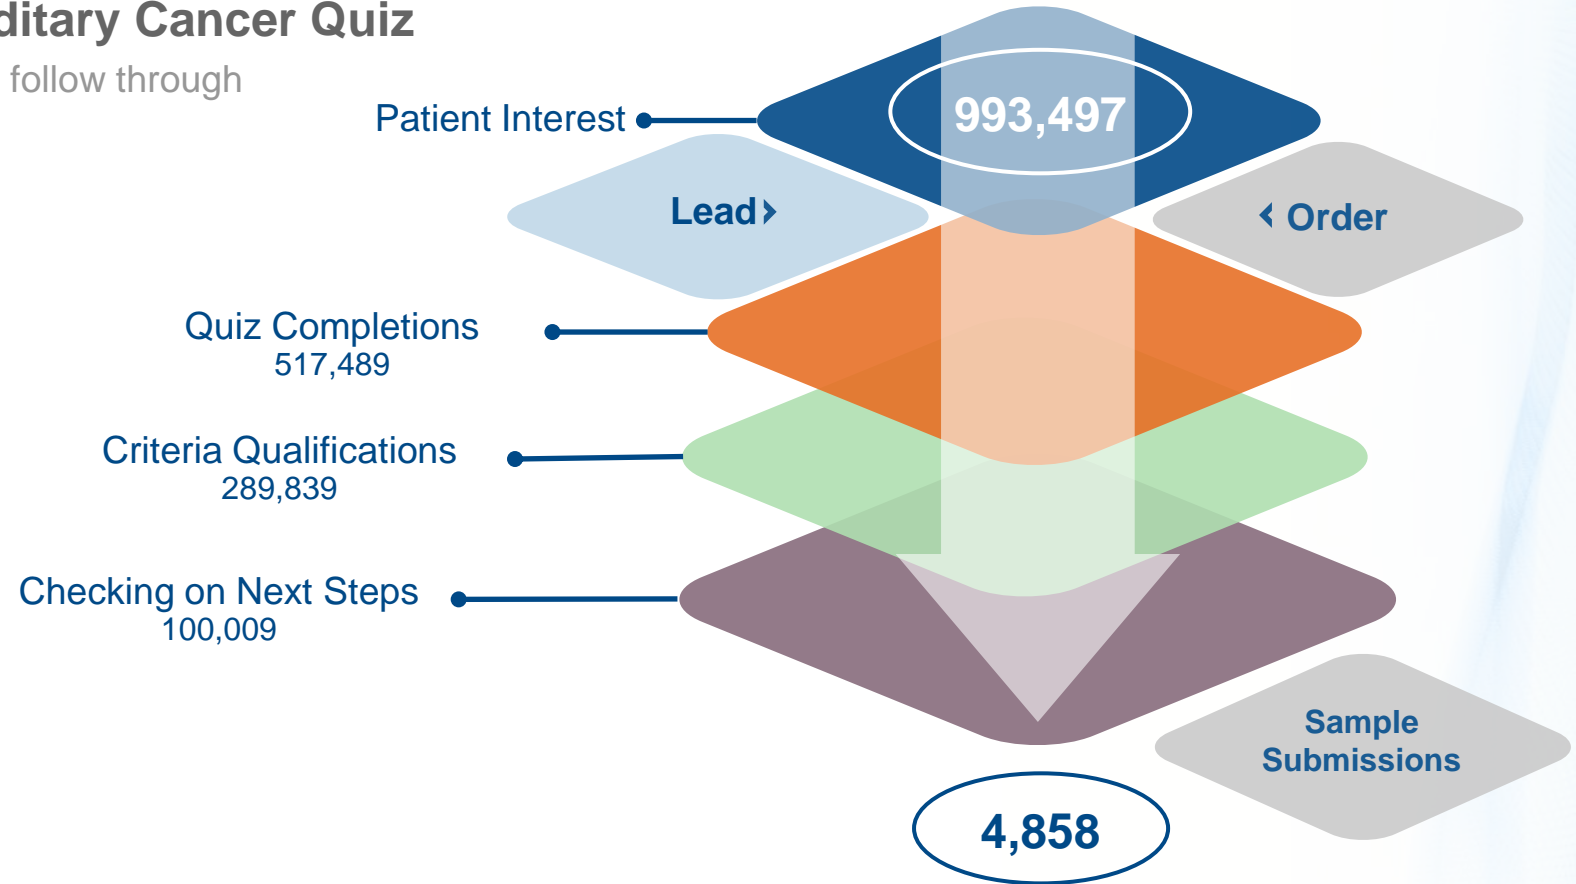 ditary Cancer Quiz
follow through
Patient Interest
993,497
Lead
Order
Quiz Completions
517,489
Criteria Qualifications
289,839
Checking on Next Steps
100,009
Sample
Submissions
4,858